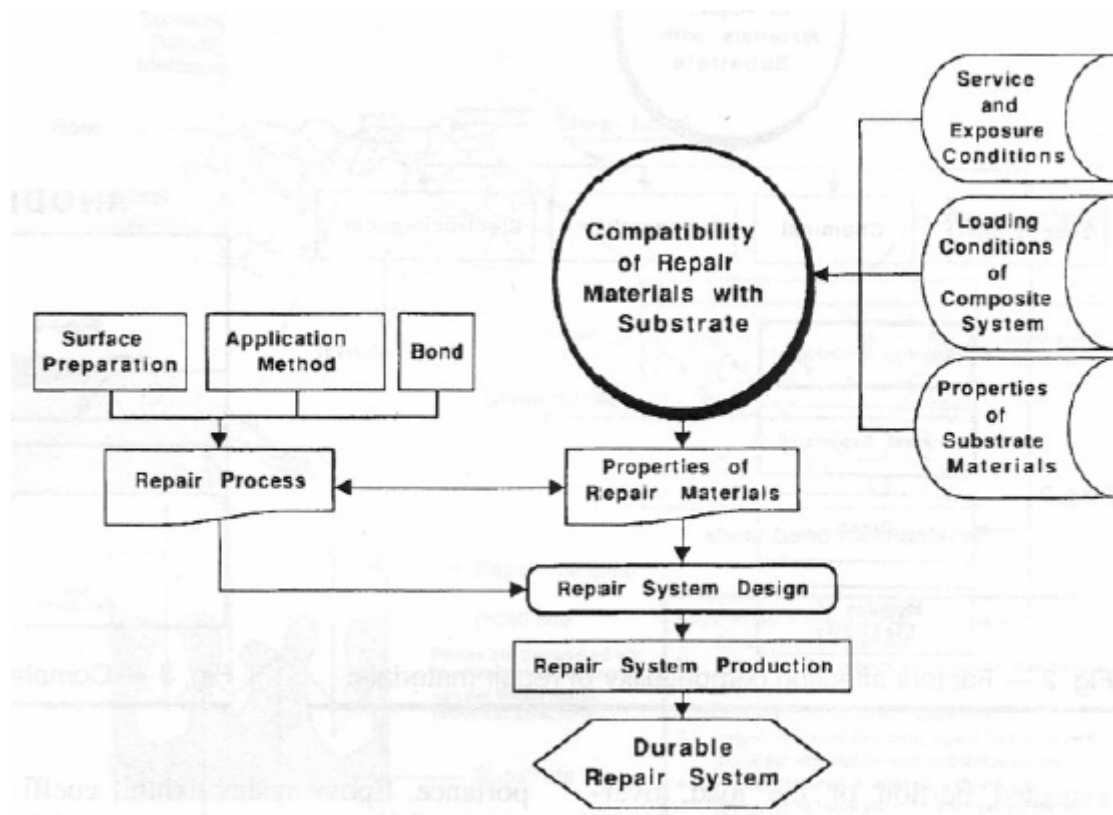 Service
and
Exposure
Conditions
Compatibility
of Repair
Materials with
Substrate
Loading
Conditions
of
Composite
System
Surface
Preparation
Application
Method
Bond
Properties
of
Substrate
Materials
Repair Process
Properties of
Repair Materials
Repair System Design
Repair System Production
Durable
Repair System